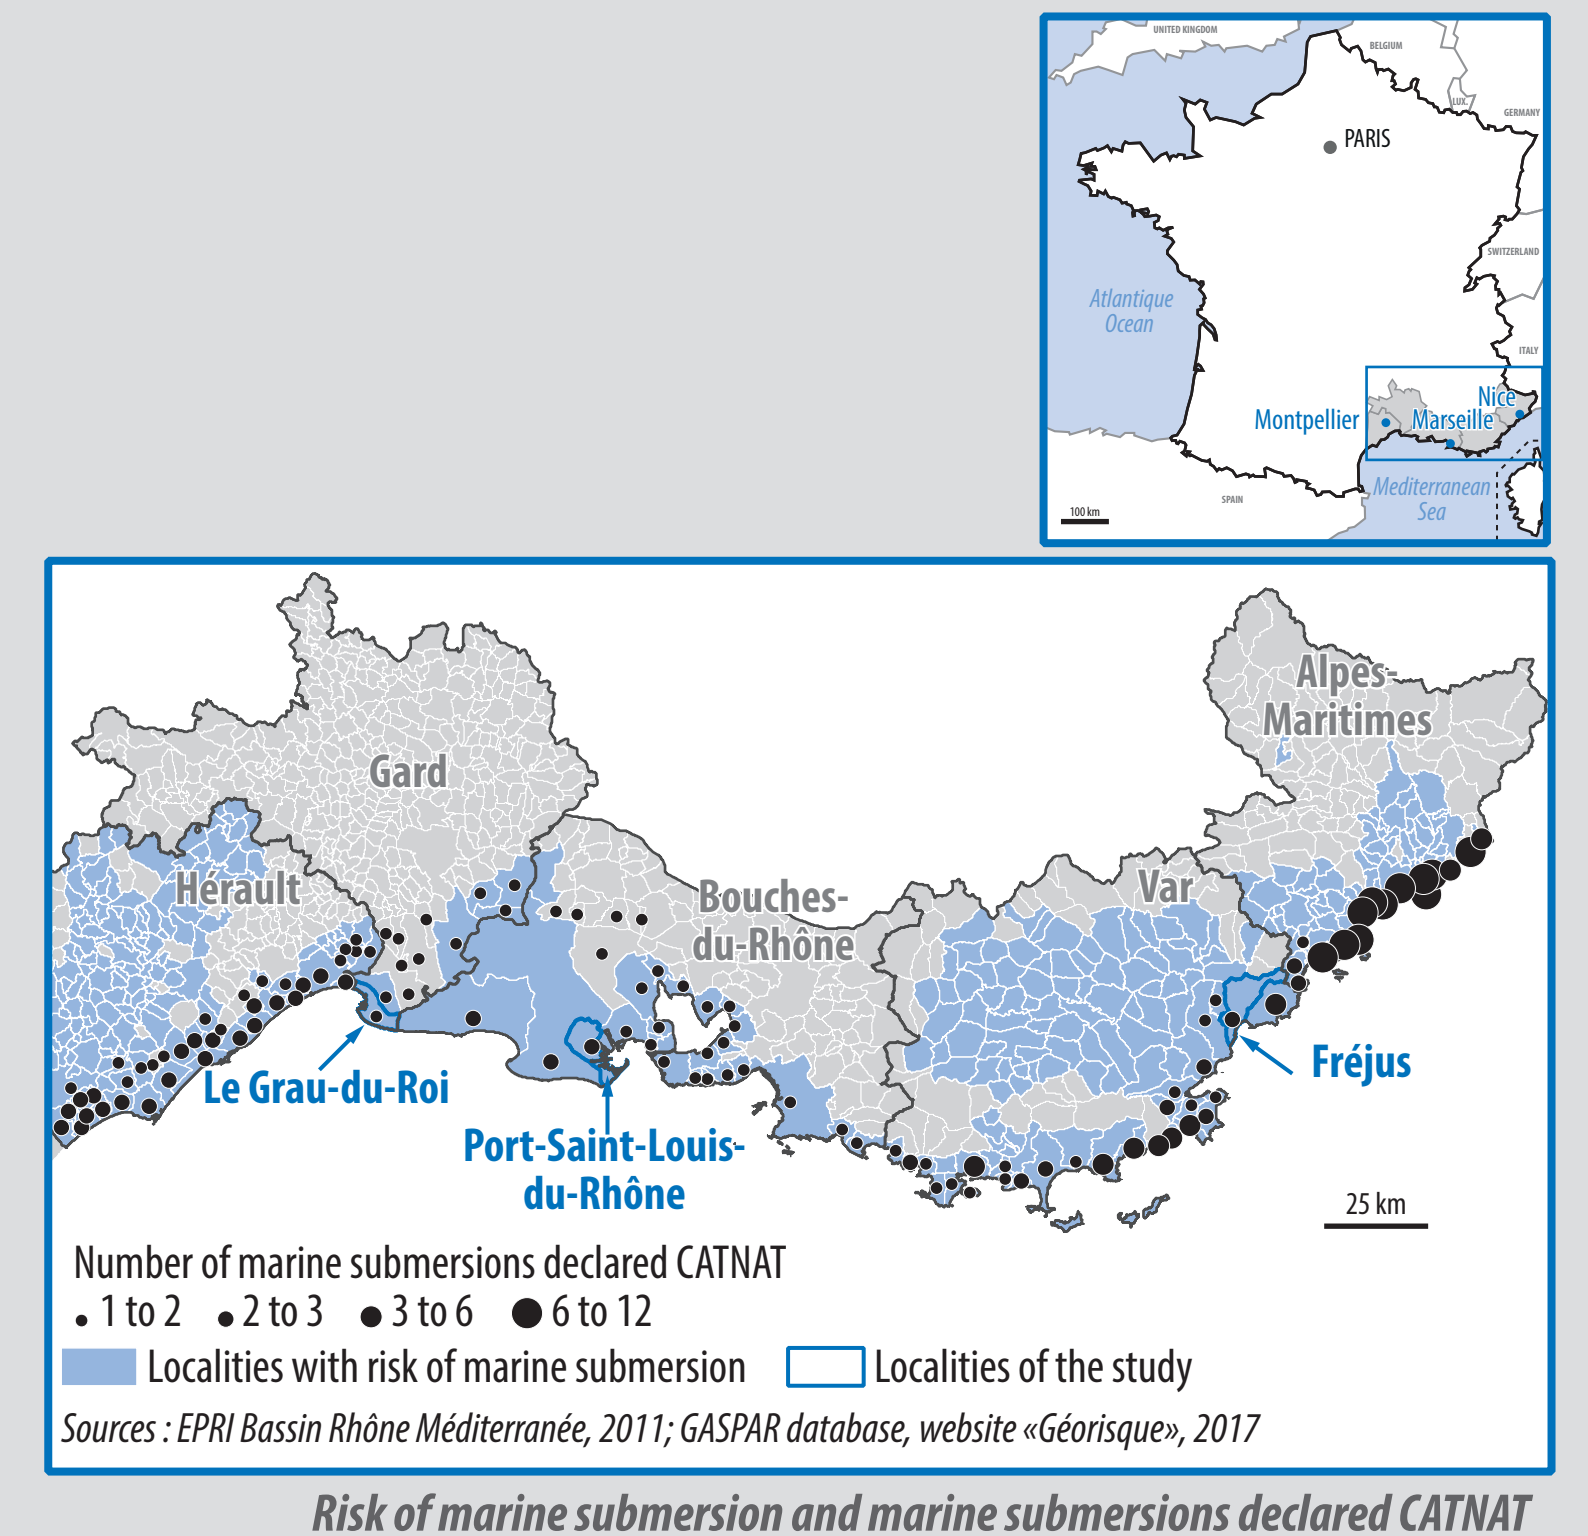 UNITED KINGDOM
BELGIUM
LUX.
GERMANY
PARIS
SWITZERLAND
Atlantique
Ocean
ITALY
Nice
Montpellier
Marseille
Mediterranean
Sea
SPAIN
100 km
Alpes-
Maritimes
Gard
Hérault
Bouches-
du-Rhône
Var
Le Grau-du-Roi
Fréjus
Port-Saint-Louis-
du-Rhône
25 km
Number of marine submersions declared CATNAT
1 to 2 2 to 3 3 to 6 6 to 12
Localities with risk of marine submersion Localities of the study
Sources : EPRI Bassin Rhône Méditerranée, 2011; GASPAR database, website «Géorisque», 2017
Risk of marine submersion and marine submersions declared CATNAT